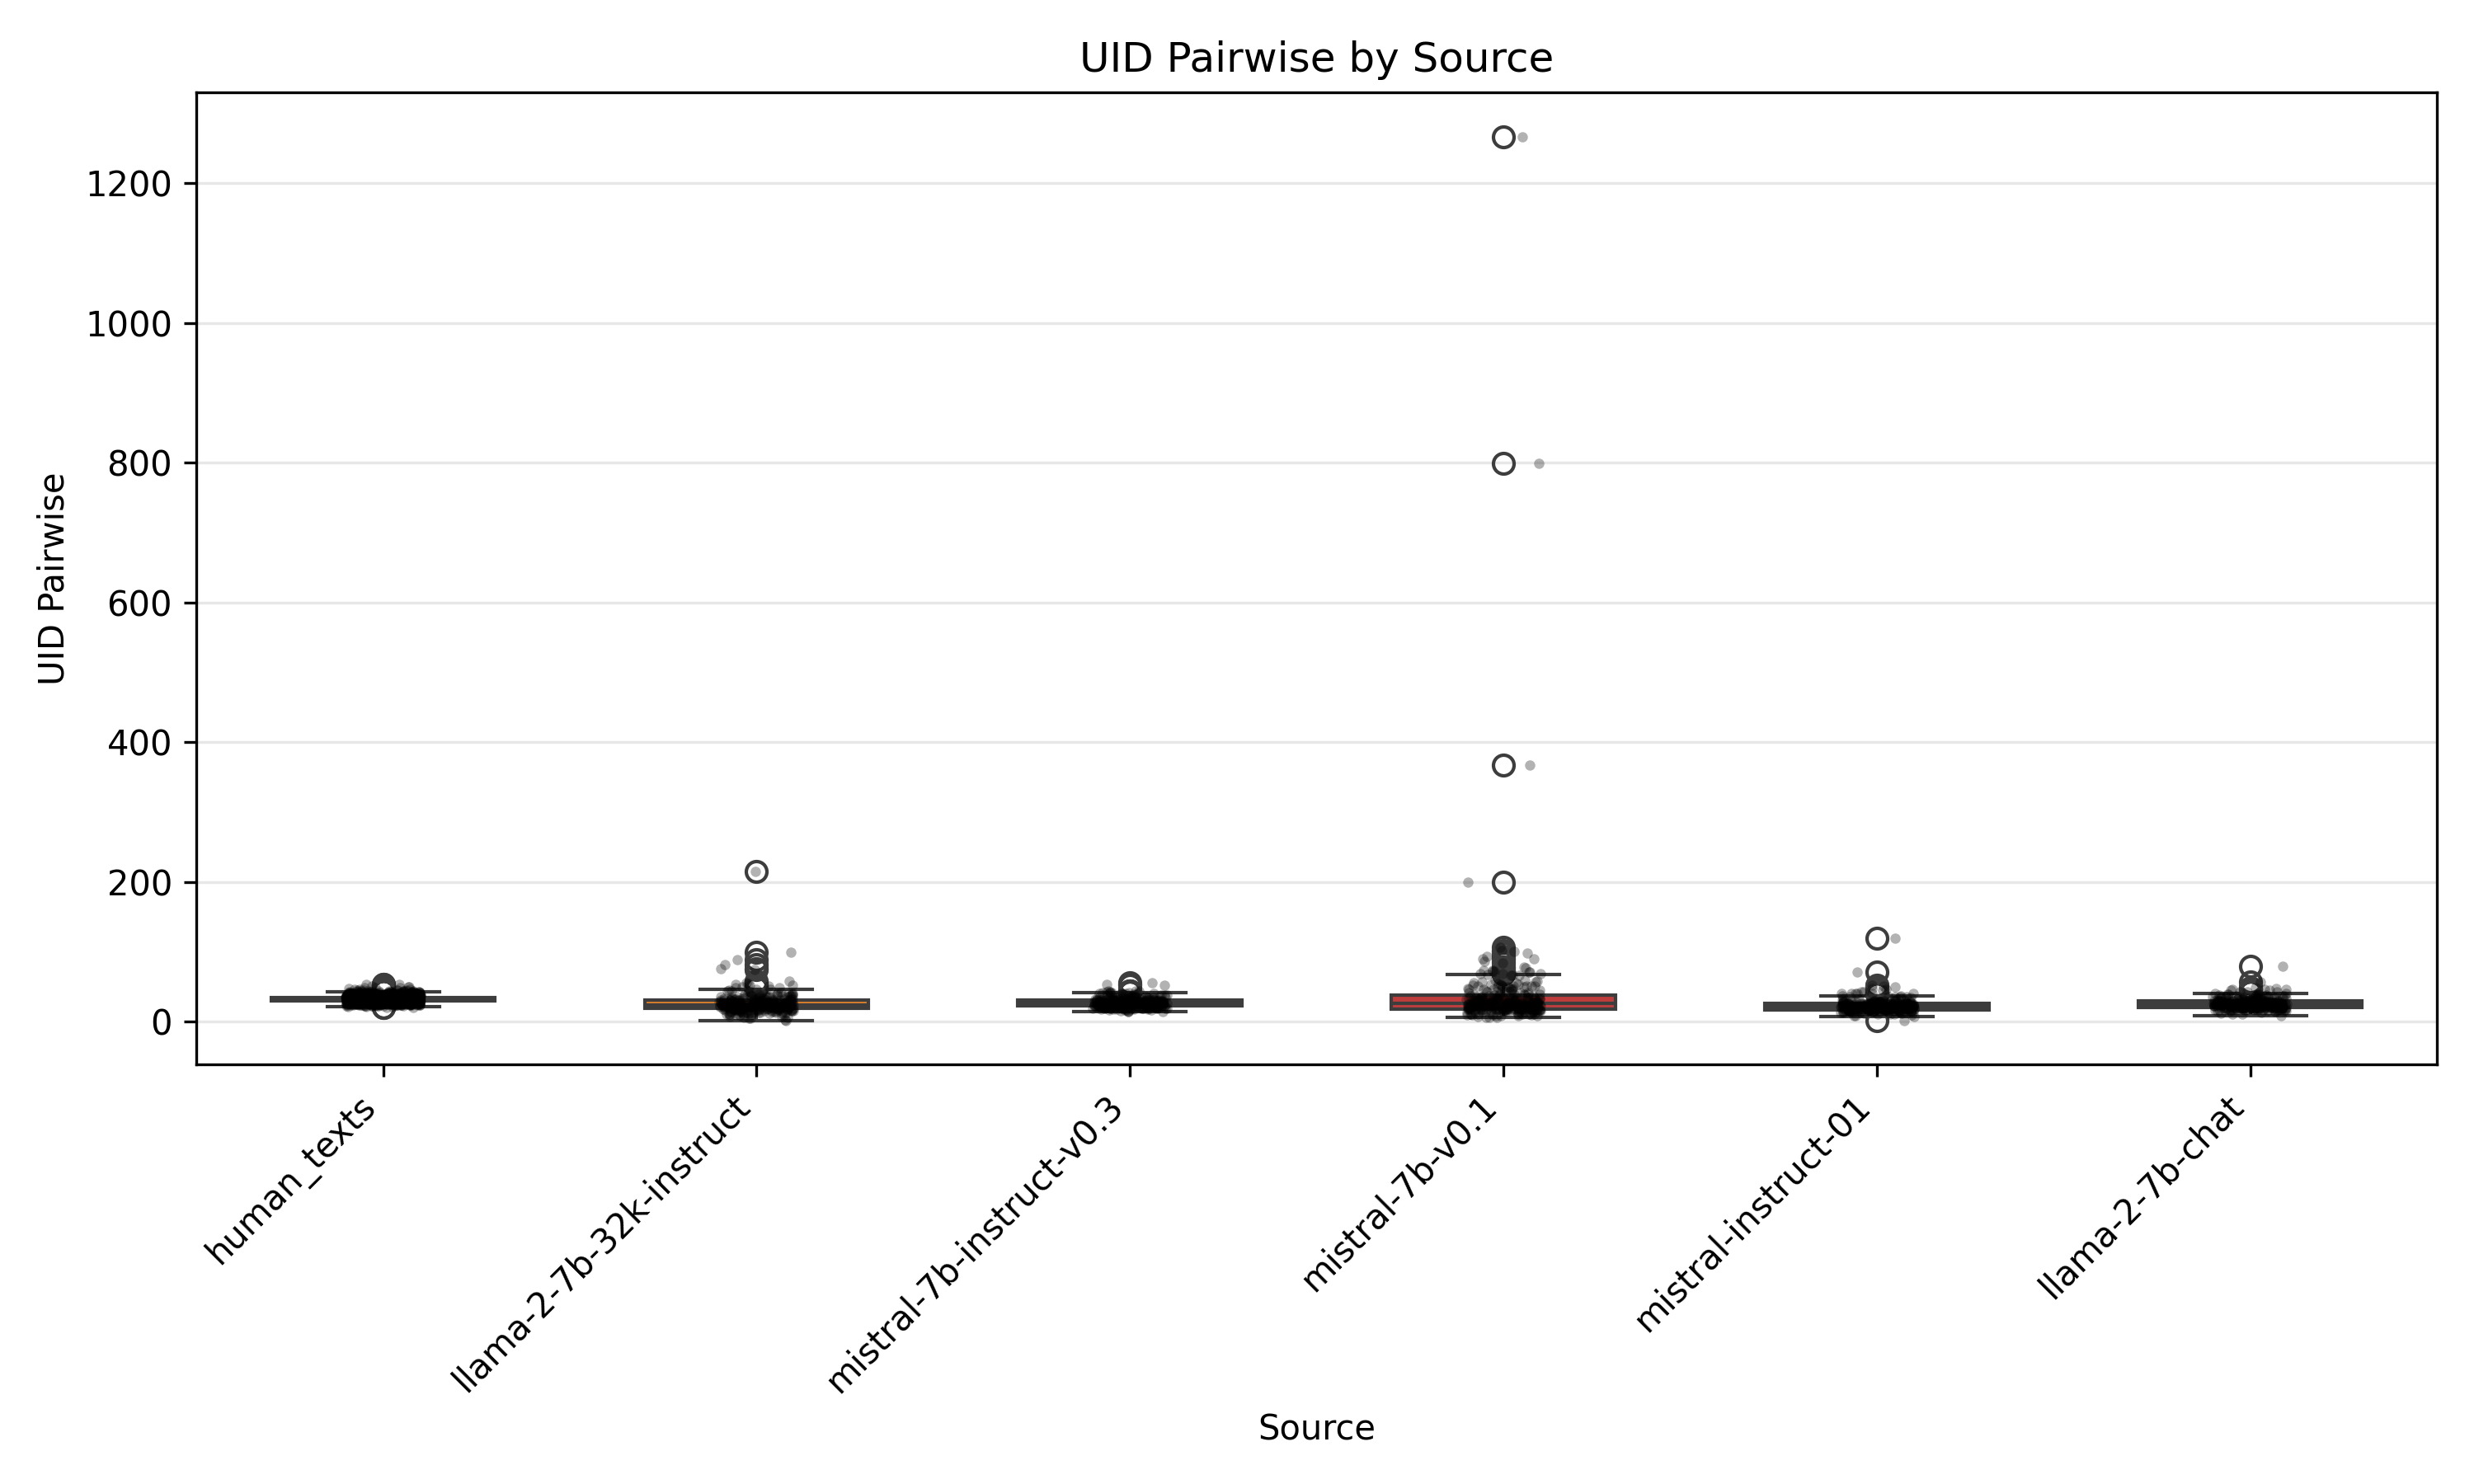 UID Pairwise by Source
UID Pairwise
1200
1000
800
600
400
200
0
human_texts
llama-2-7b-32k-instruct
mistral-7b-instruct-v0.3
mistral-7b-v0.1
mistral-instruct-01
llama-2-7b-chat
Source